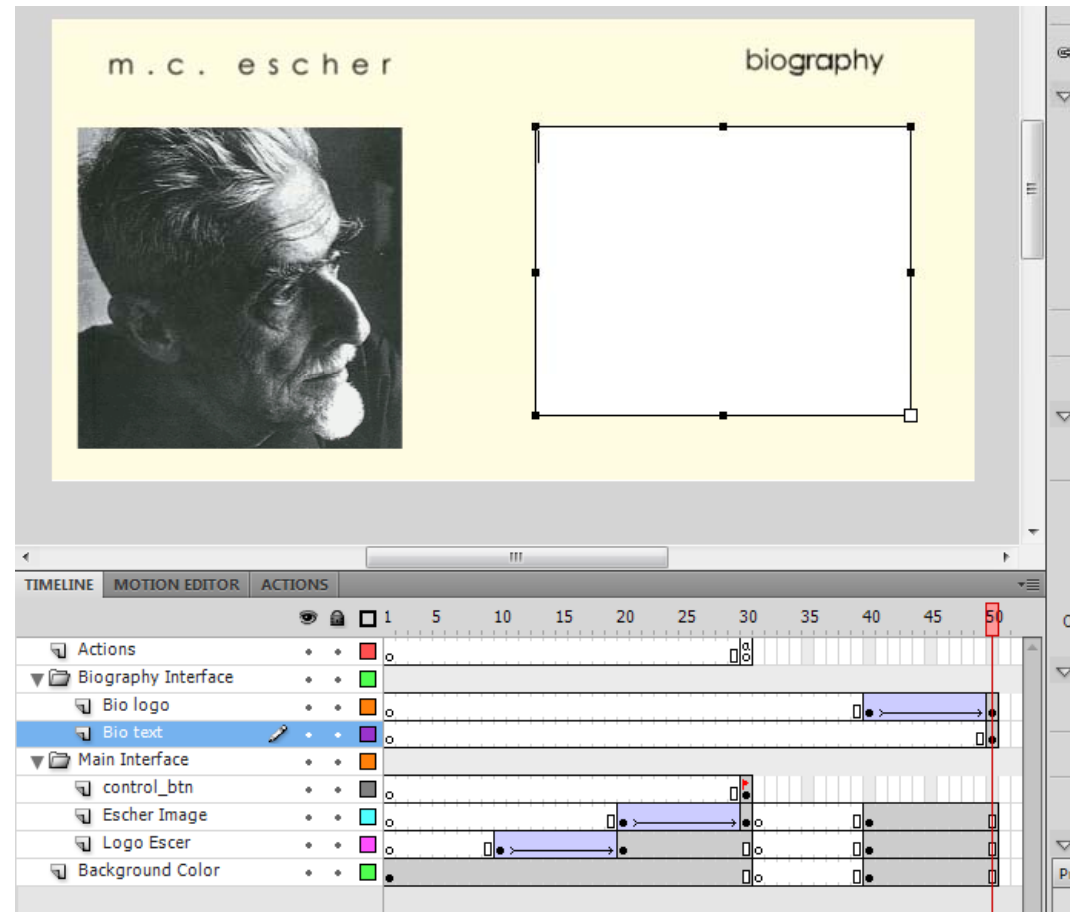 m.c. escher
biography
TIMELINE MOTION EDITOR ACTIONS
1 5 10 15 20 25 30 35 40 45 50
Actions
a
Biography Interface
Bio logo
Bio text
Main Interface
control_btn
Escher Image
Logo Escer
Background Color